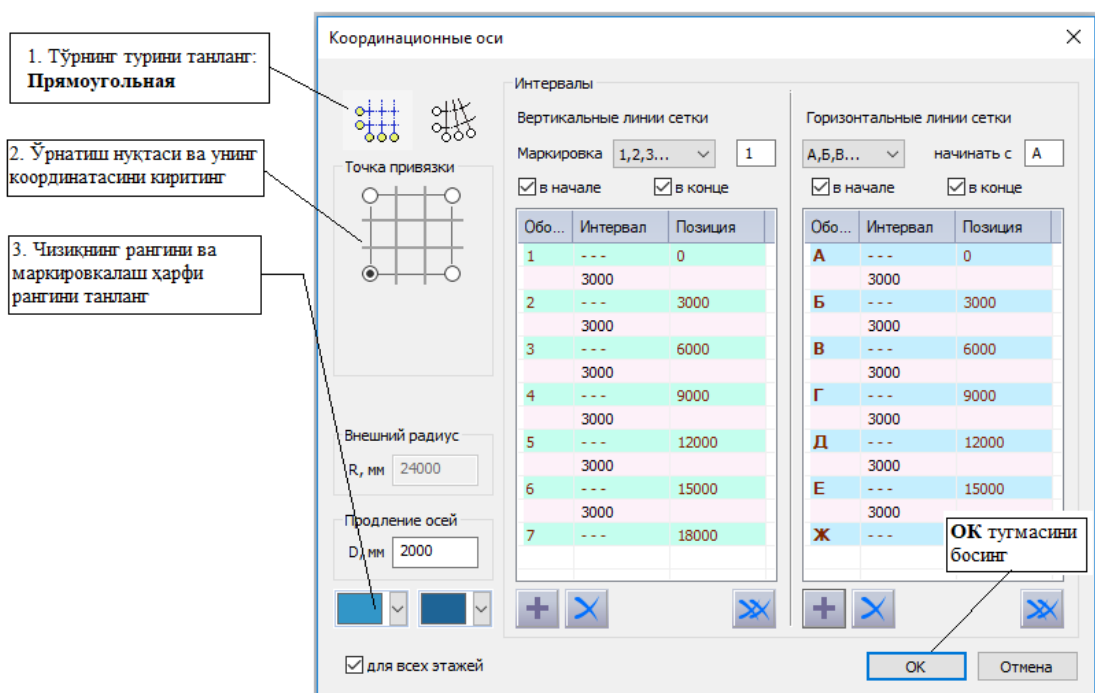 1. Тўрнинг турини танланг:
Прямоугольная
2. Ўрнатиш нуқтаси ва унинг
координатасини киритинг
3. Чизиқнинг рангини ва
маркировкалаш ҳарфи
рангини танланг
Координационные оси
Точка привязки
Внешний радиус
R, мм 24000
Продление осей
D, мм 2000
для всех этажей
Интервалы
Вертикальные линии сетки
Маркировка 1,2,3... 1
в начале в конце
Обо... Интервал Позиция
1 - - - 0
3000
2 - - - 3000
3000
3 - - - 6000
3000
4 - - - 9000
3000
5 - - - 12000
3000
6 - - - 15000
3000
7 - - - 18000
Горизонтальные линии сетки
А,Б,В... начинать с А
в начале в конце
Обо... Интервал Позиция
А - - - 0
3000
Б - - - 3000
3000
В - - - 6000
3000
Г - - - 9000
3000
Д - - - 12000
3000
Е - - - 15000
3000
Ж - - -
ОК тугмасини
босинг
ОК Отмена